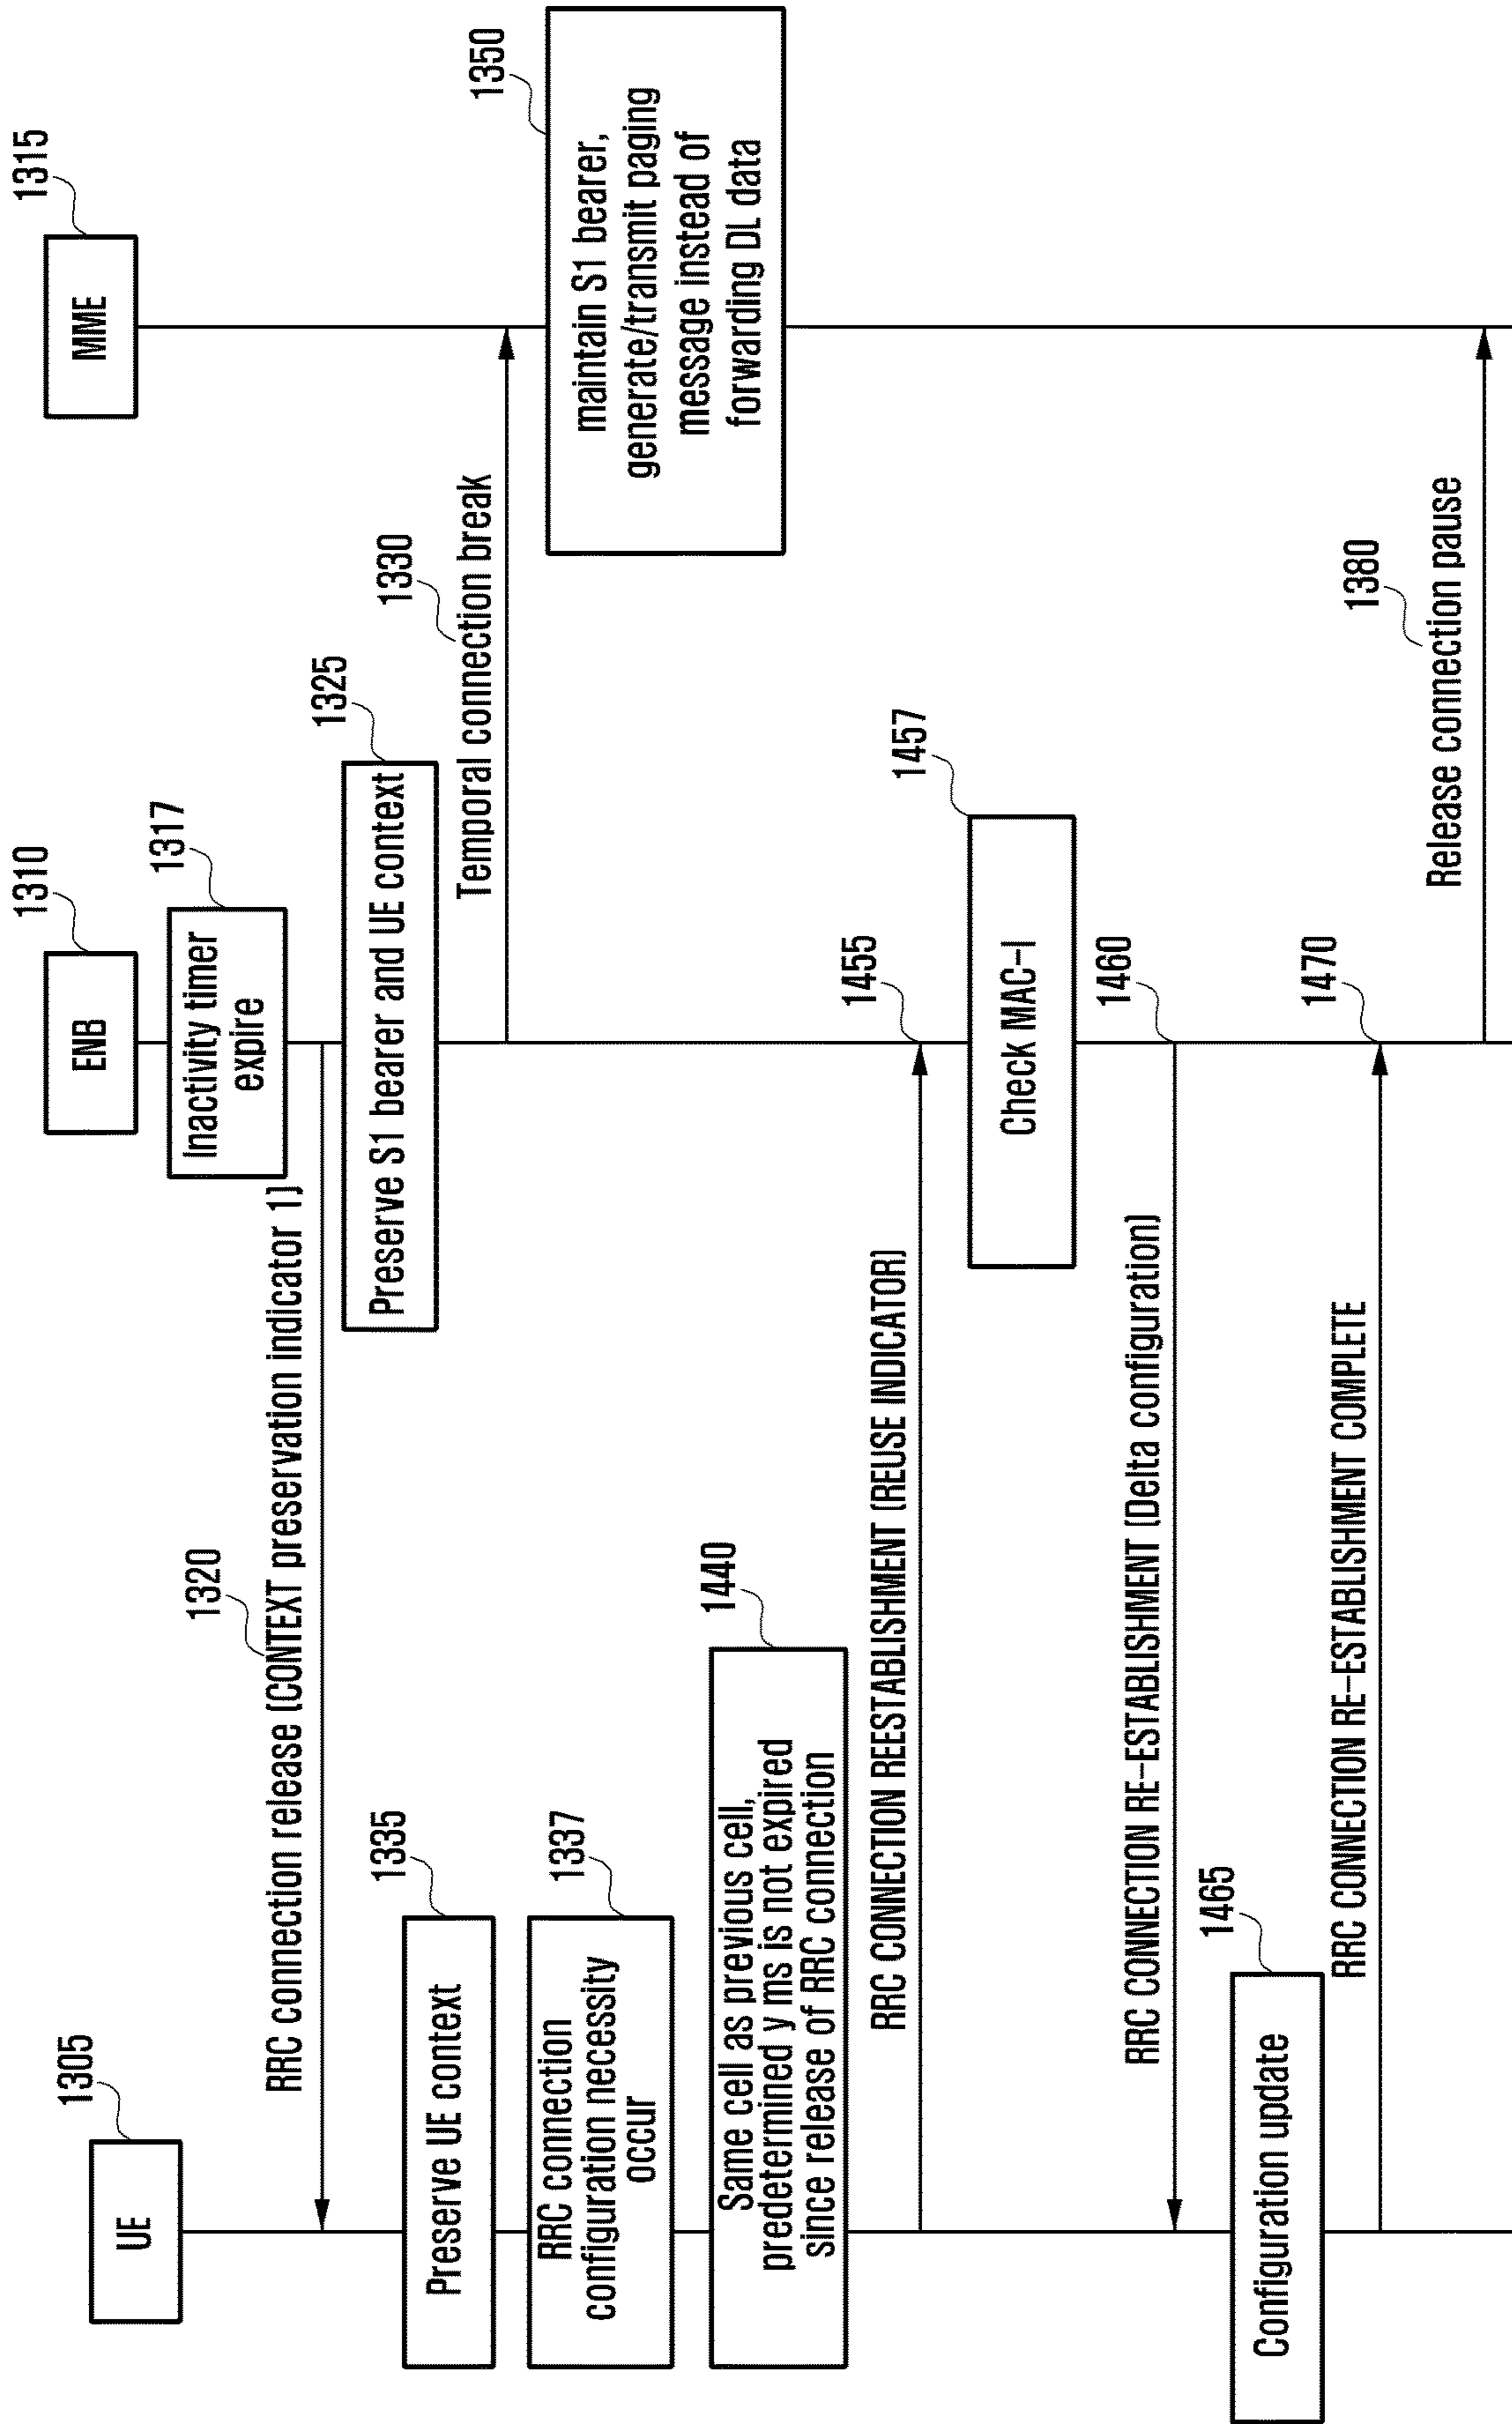 1305
UE
1310
ENB
1315
MME
1317
Inactivity timer
expire
1320
RRC connection release (CONTEXT preservation indicator 1)
1325
Preserve S1 bearer and UE context
1330
Temporal connection break
1335
Preserve UE context
1337
RRC connection
configuration necessity
occur
1350
maintain S1 bearer,
generate/transmit paging
message instead of
forwarding DL data
1440
Same cell as previous cell,
predetermined y ms is not expired
since release of RRC connection
RRC CONNECTION REESTABLISHMENT (REUSE INDICATOR)
1455
1457
Check MAC-I
RRC CONNECTION RE-ESTABLISHMENT (Delta configuration)
1460
1465
Configuration update
RRC CONNECTION RE-ESTABLISHMENT COMPLETE
1470
1380
Release connection pause